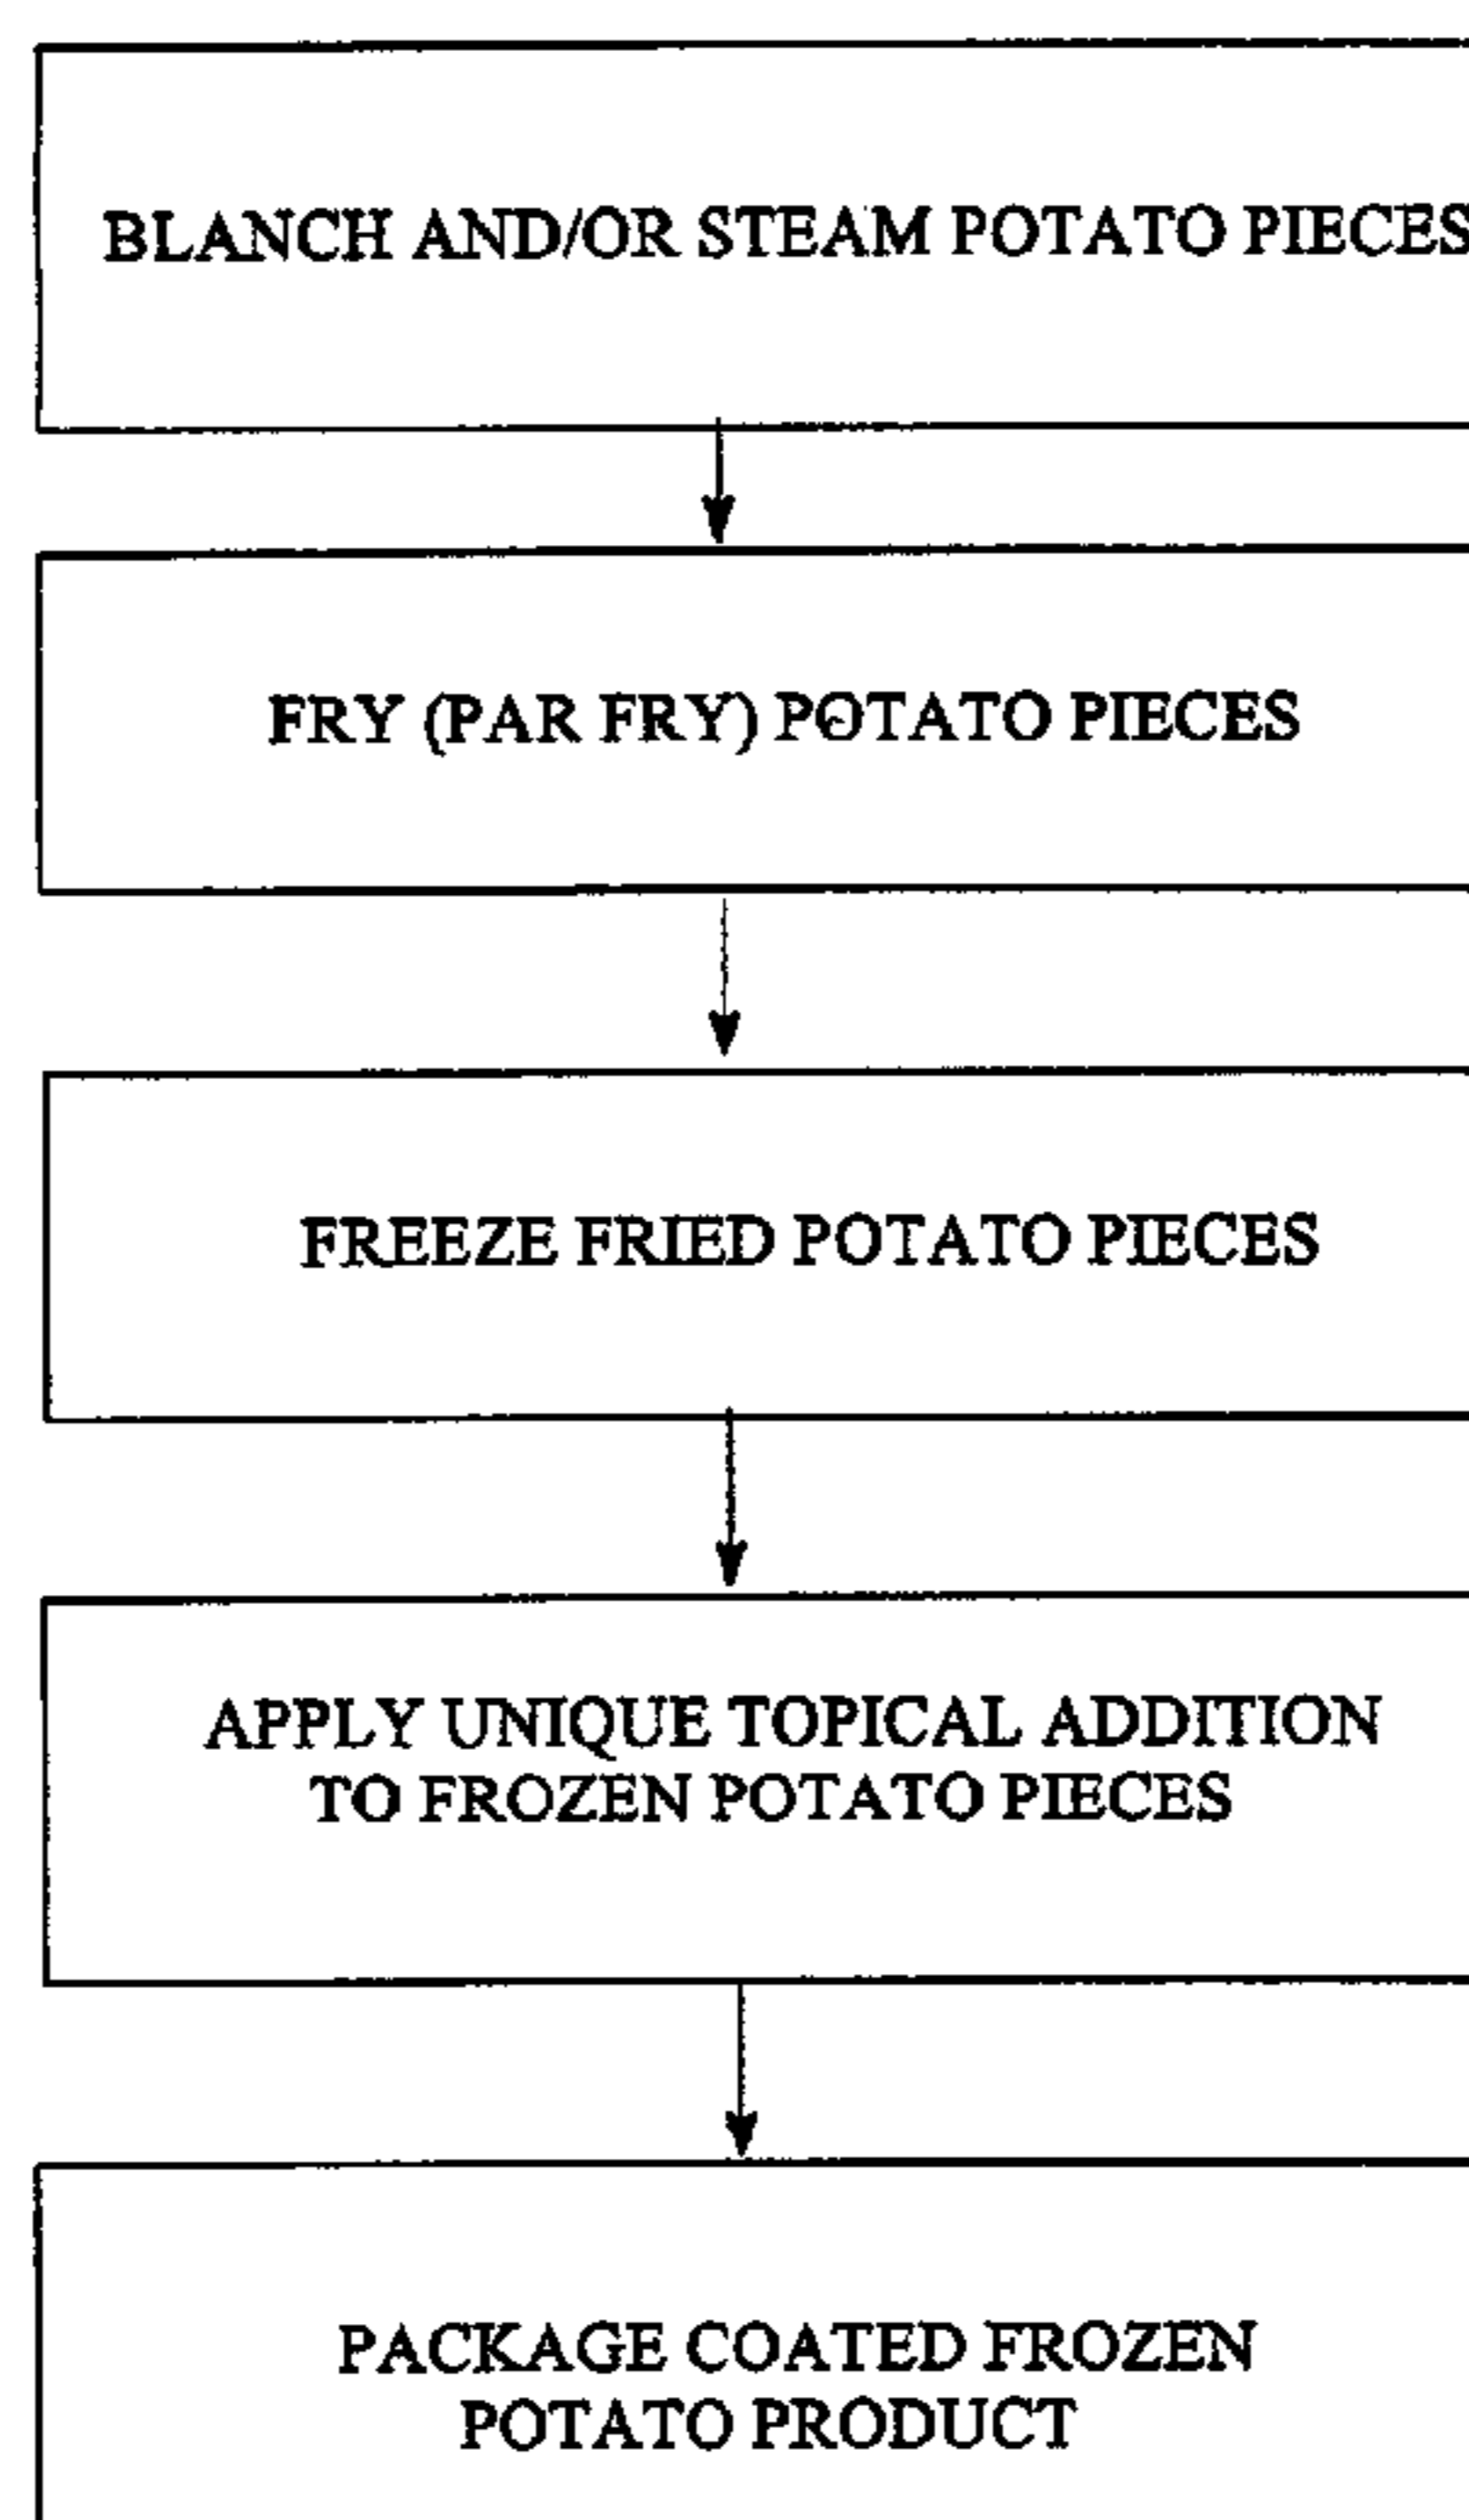 BLANCH AND/OR STEAM POTATO PIECES
FRY (PAR FRY) POTATO PIECES
FREEZE FRIED POTATO PIECES
APPLY UNIQUE TOPICAL ADDITION
TO FROZEN POTATO PIECES
PACKAGE COATED FROZEN
POTATO PRODUCT